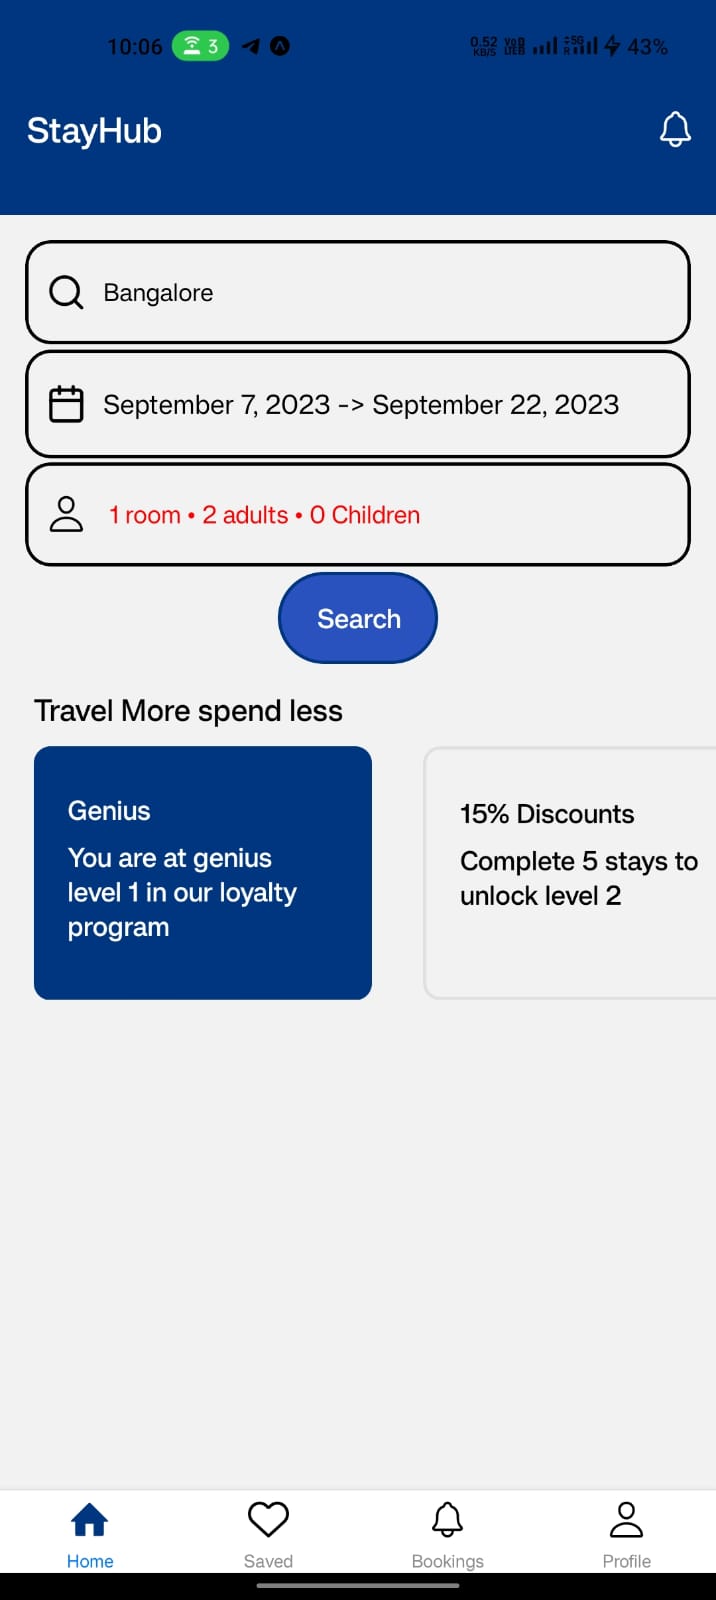 10:06 3 0.52 KB/S VoD LTE 5G R 43%
StayHub
Bangalore
September 7, 2023 -> September 22, 2023
1 room • 2 adults • 0 Children
Search
Travel More spend less
Genius
You are at genius
level 1 in our loyalty
program
15% Discounts
Complete 5 stays to
unlock level 2
Home Saved Bookings Profile